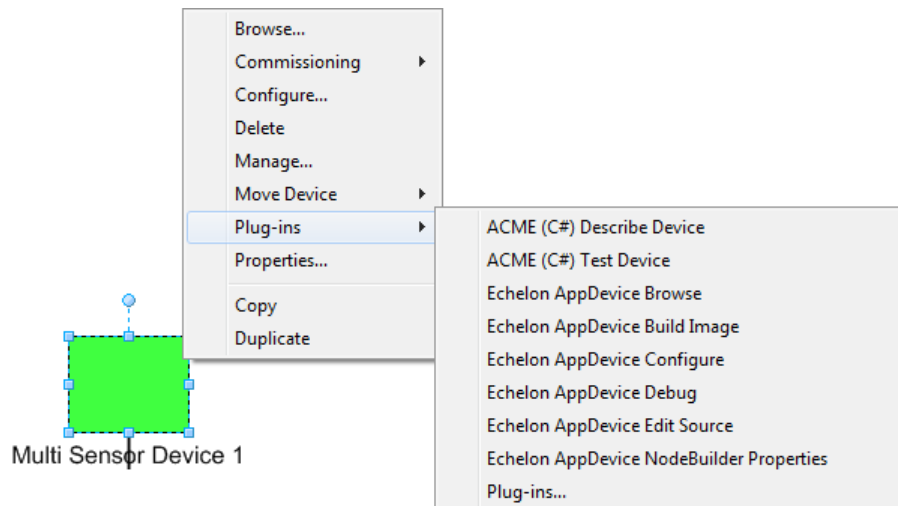 Browse...
Commissioning
Configure...
Delete
Manage...
Move Device
Plug-ins
Properties...
Copy
Duplicate
ACME (C#) Describe Device
ACME (C#) Test Device
Echelon AppDevice Browse
Echelon AppDevice Build Image
Echelon AppDevice Configure
Echelon AppDevice Debug
Echelon AppDevice Edit Source
Echelon AppDevice NodeBuilder Properties
Plug-ins...
Multi Sensor Device 1